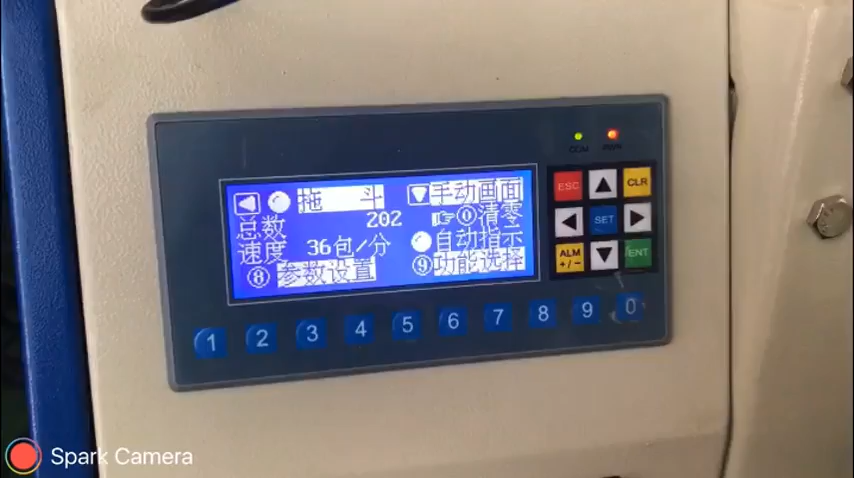 COM
ESC
CLR
拖 斗
手动画面
总数 202
⓪清零
SET
速度 36包/分
自动指示
ALM
+/-
ENT
⑧ 参数设置
⑨功能选择
1 2 3 4 5 6 7 8 9 0
Spark Camera